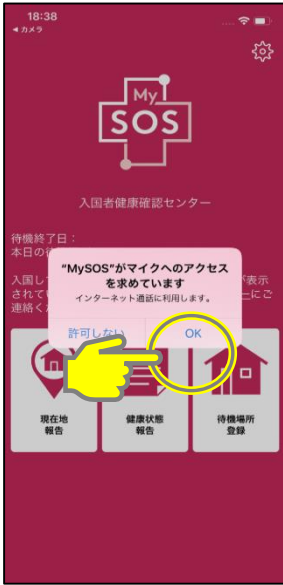 18:38
◀ カメラ
My
SOS
入国者健康確認センター
待機終了日：
本日の待
"MySOS"がマイクへのアクセス
を求めています
インターネット通話に利用します。
入国し
が表示
されてい
ーにご
連絡く
許可しない
OK
現在地
報告
健康状態
報告
待機場所
登録